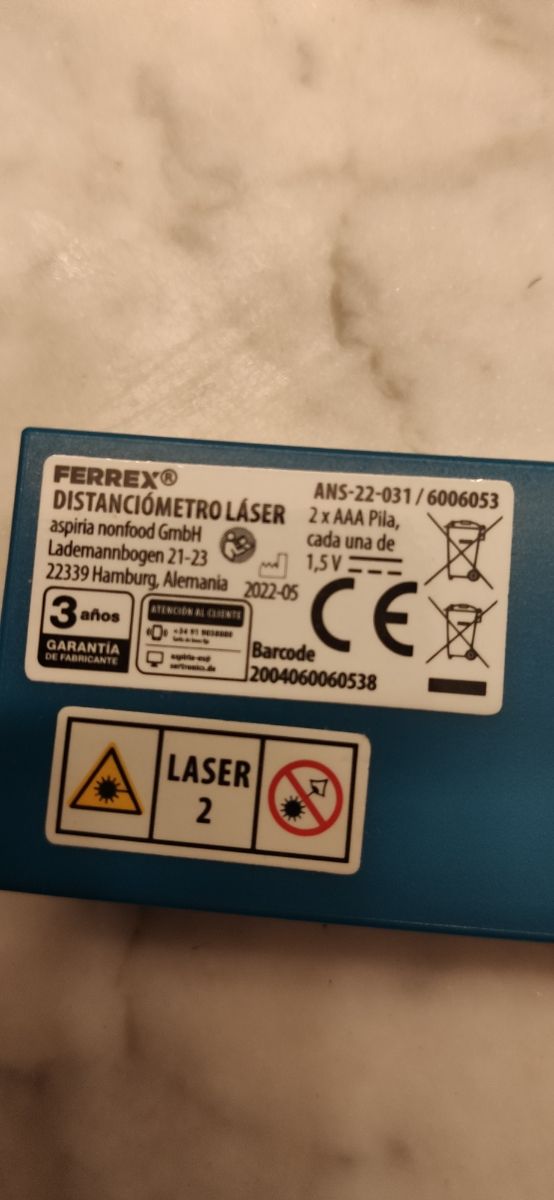 FERREX®
DISTANCIÓMETRO LÁSER
aspiria nonfood GmbH
Lademannbogen 21-23
22339 Hamburg, Alemania
2022-05
ANS-22-031 / 6006053
2 x AAA Pila,
cada una de
1,5 V
CE
3 años
GARANTÍA
DE FABRICANTE
ATENCIÓN AL CLIENTE
Barcode
2004060060538
LASER
2